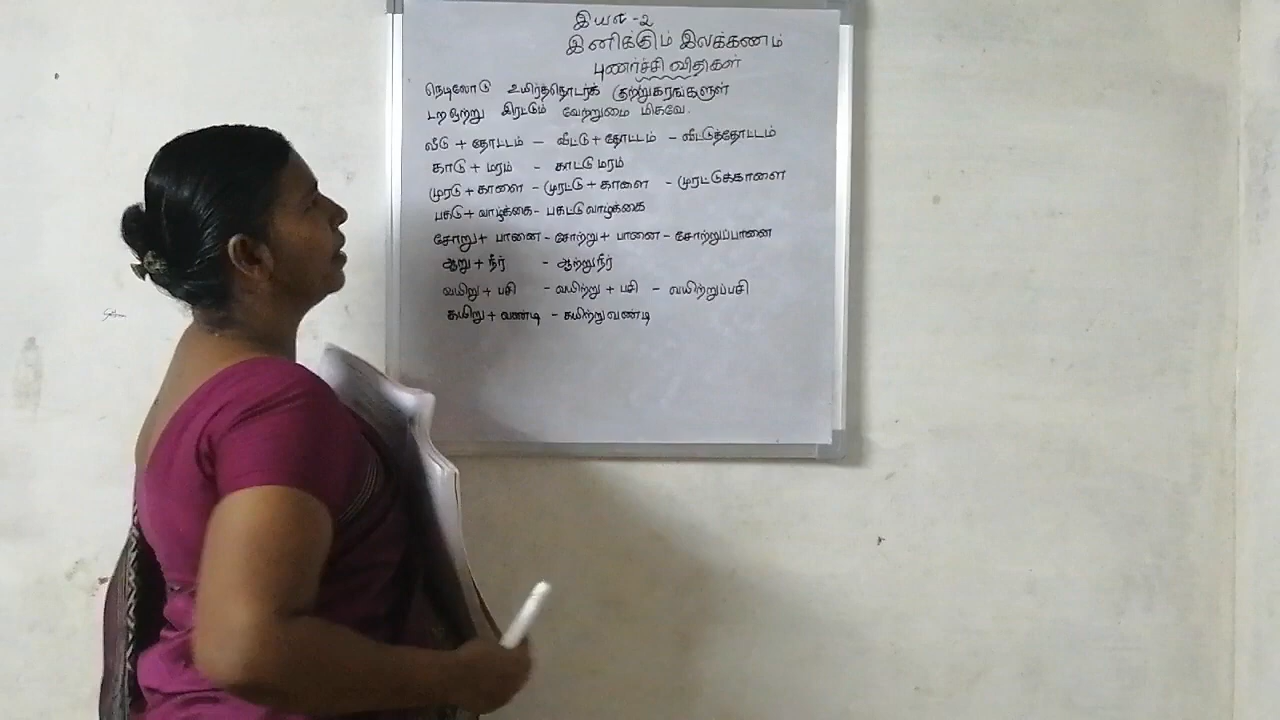 இயல் -2
இனிக்கும் இலக்கணம்
புணர்ச்சி விதிகள்
நெடிலோடு உயிர்த்தொடர்க் குற்றுகரங்களுள்
டறஒற்று இரட்டும் வேற்றுமை மிகவே.
வீடு + தோட்டம் – வீட்டு + தோட்டம் – வீட்டுத்தோட்டம்
காடு + மரம் - காட்டுமரம்
முரடு + காளை - முரட்டு + காளை - முரட்டுக்காளை
பகடு + வாழ்க்கை - பகட்டு வாழ்க்கை
சோறு + பானை - சோற்று + பானை - சோற்றுப்பானை
ஆறு + நீர் - ஆற்றுநீர்
வயிறு + பசி - வயிற்று + பசி - வயிற்றுப்பசி
கயிறு + வண்டி - கயிற்றுவண்டி